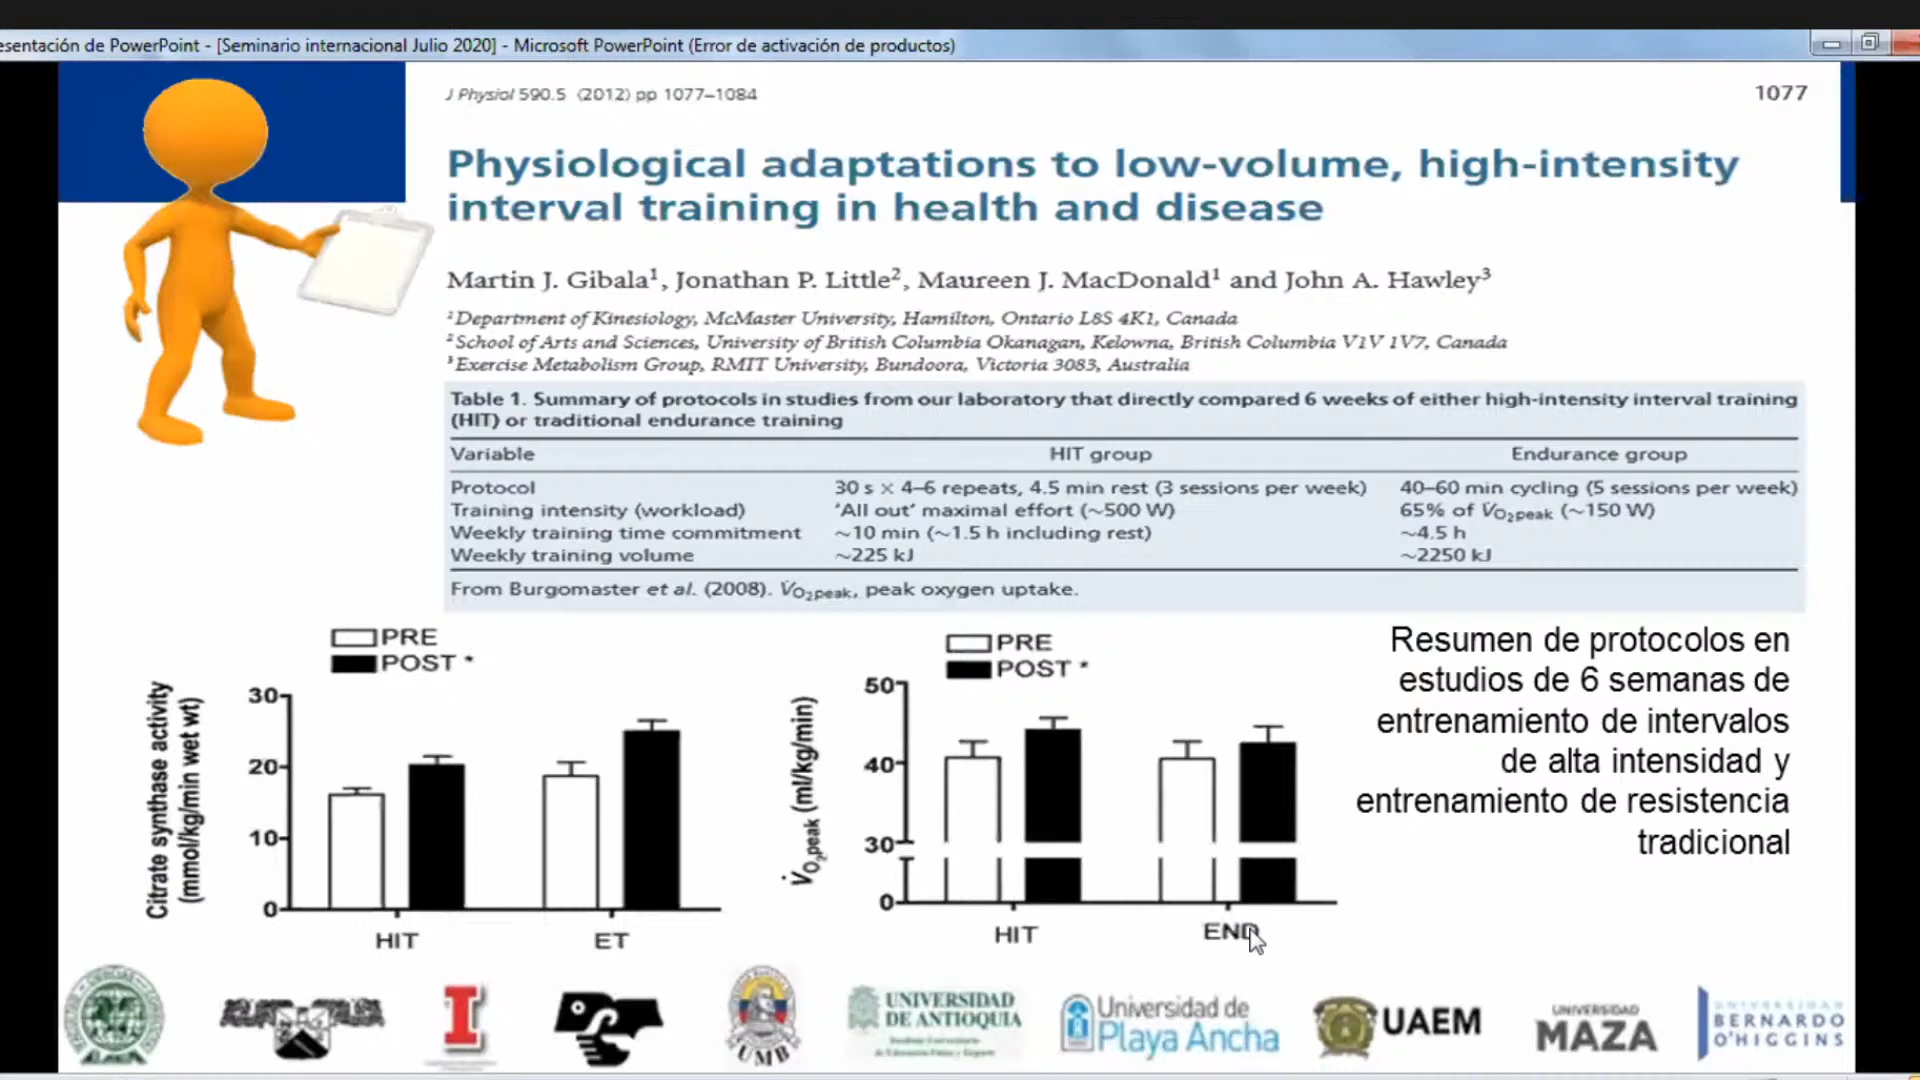 esentación de PowerPoint - [Seminario internacional Julio 2020] - Microsoft PowerPoint (Error de activación de productos)
J Physiol 590.5 (2012) pp 1077–1084
1077
Physiological adaptations to low-volume, high-intensity
interval training in health and disease
Martin J. Gibala1, Jonathan P. Little2, Maureen J. MacDonald1 and John A. Hawley3
1Department of Kinesiology, McMaster University, Hamilton, Ontario L8S 4K1, Canada
2School of Arts and Sciences, University of British Columbia Okanagan, Kelowna, British Columbia V1V 1V7, Canada
3Exercise Metabolism Group, RMIT University, Bundoora, Victoria 3083, Australia
Table 1. Summary of protocols in studies from our laboratory that directly compared 6 weeks of either high-intensity interval training
(HIT) or traditional endurance training
Variable HIT group Endurance group
Protocol 30 s × 4–6 repeats, 4.5 min rest (3 sessions per week) 40–60 min cycling (5 sessions per week)
Training intensity (workload) 'All out' maximal effort (~500 W) 65% of V̇O2peak (~150 W)
Weekly training time commitment ~10 min (~1.5 h including rest) ~4.5 h
Weekly training volume ~225 kJ ~2250 kJ
From Burgomaster et al. (2008). V̇O2peak, peak oxygen uptake.
PRE
POST *
Citrate synthase activity
(mmol/kg/min wet wt)
30
20
10
0
HIT ET
PRE
POST *
V̇O2peak (ml/kg/min)
50
40
30
0
HIT END
Resumen de protocolos en
estudios de 6 semanas de
entrenamiento de intervalos
de alta intensidad y
entrenamiento de resistencia
tradicional
I
UMB
UNIVERSIDAD
DE ANTIOQUIA
Universidad de
Playa Ancha
UAEM
UNIVERSIDAD
MAZA
UNIVERSIDAD
BERNARDO
O'HIGGINS